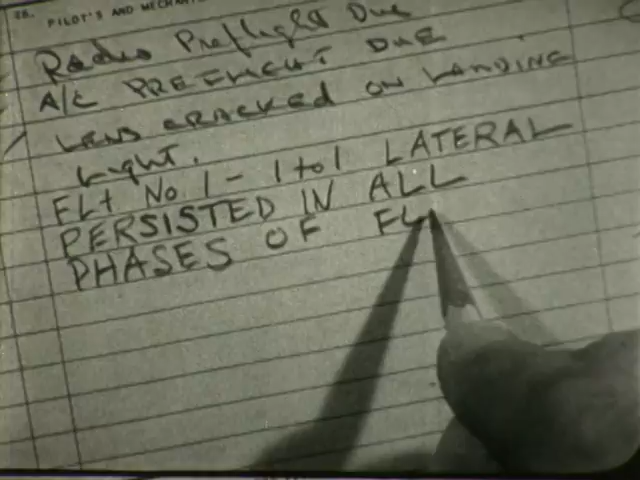 28. PILOT'S AND MECHAN
Radio Preflight Due
A/C PREFLIGHT DUE
LENS CRACKED ON LANDING
Light.
FLt No. 1 - 1 to 1 LATERAL
PERSISTED IN ALL
PHASES OF FL